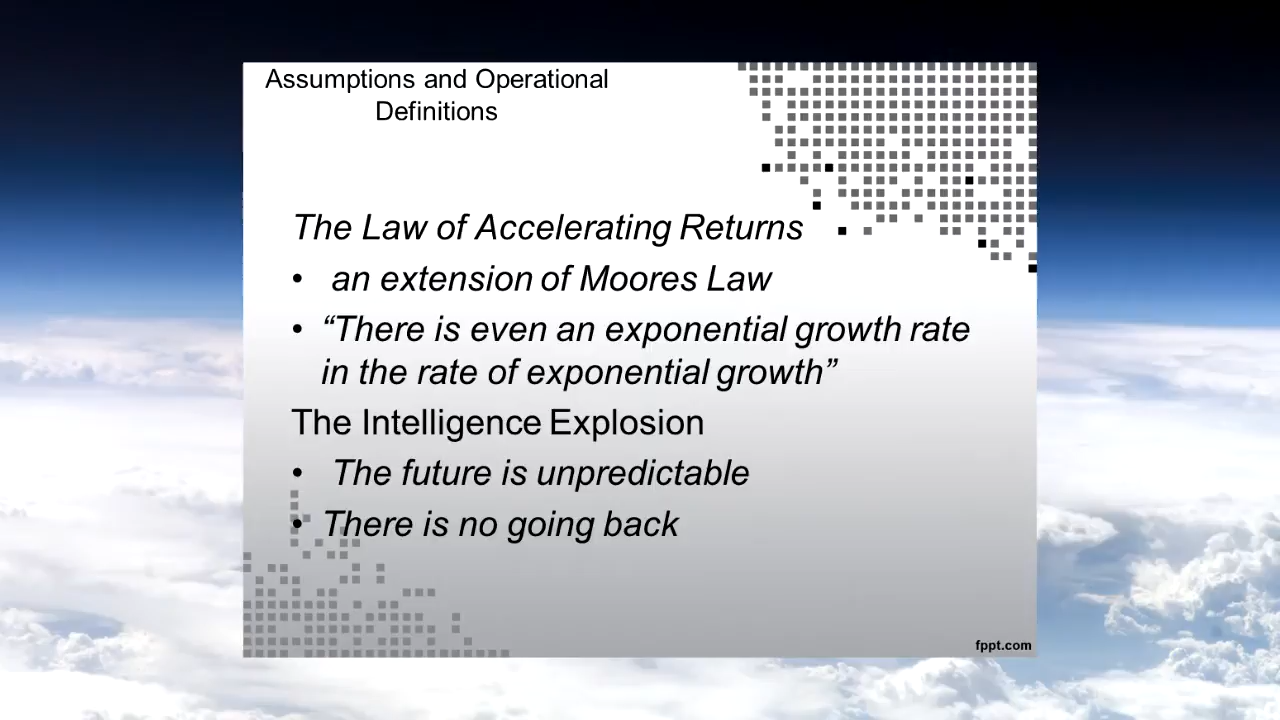 Assumptions and Operational
Definitions
The Law of Accelerating Returns
• an extension of Moores Law
• “There is even an exponential growth rate
in the rate of exponential growth”
The Intelligence Explosion
• The future is unpredictable
• There is no going back
fppt.com